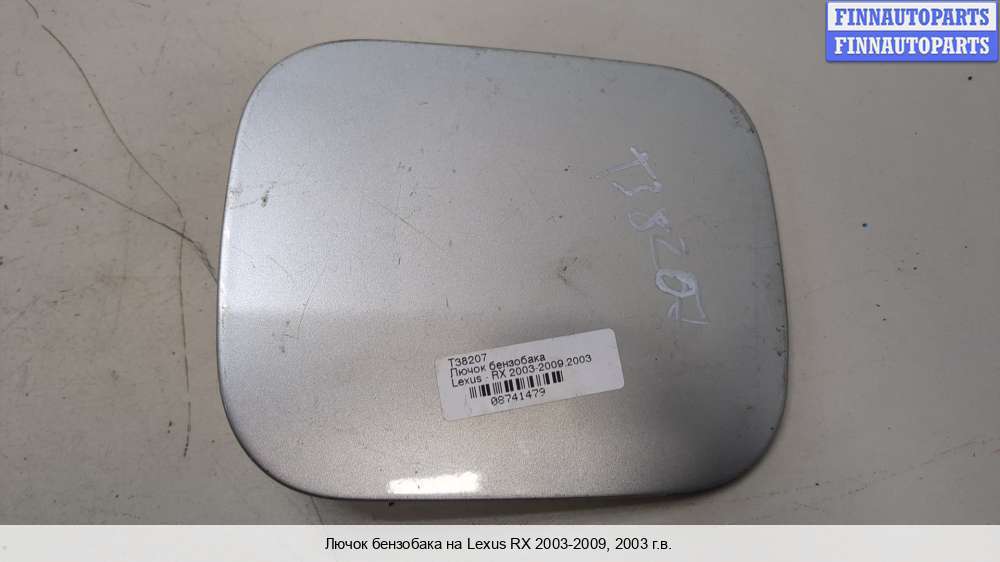 FINNAUTOPARTS
FINNAUTOPARTS
T38207
T38207
Лючок бензобака
Lexus - RX 2003-2009,2003
08741479
Лючок бензобака на Lexus RX 2003-2009, 2003 г.в.